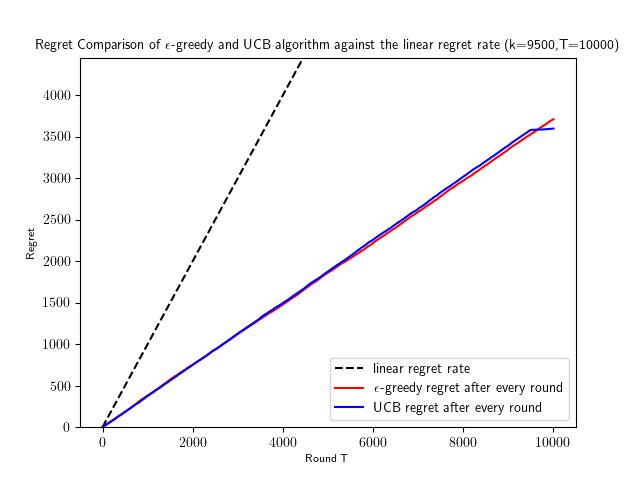 Regret Comparison of ϵ-greedy and UCB algorithm against the linear regret rate (k=9500,T=10000)
4000
3500
3000
2500
2000
1500
1000
500
0
Regret
linear regret rate
ϵ-greedy regret after every round
UCB regret after every round
0 2000 4000 6000 8000 10000
Round T